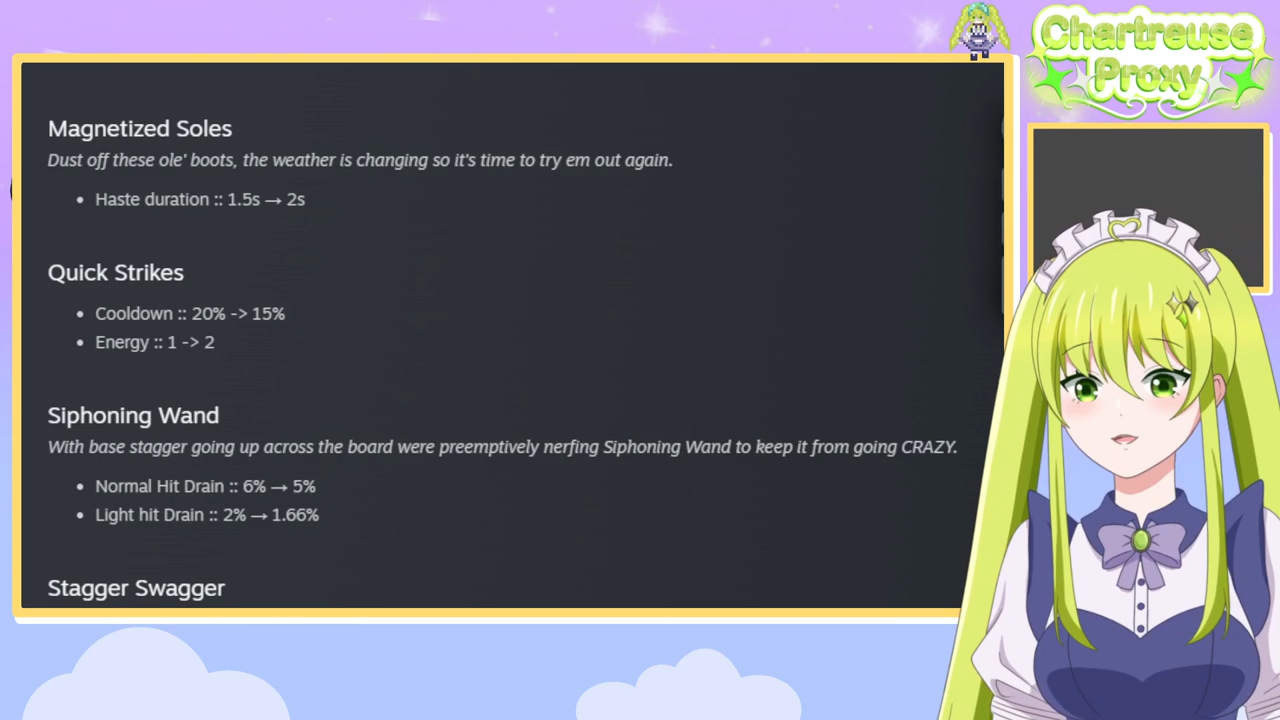 Chartreuse
Proxy
Magnetized Soles
Dust off these ole' boots, the weather is changing so it's time to try em out again.
• Haste duration :: 1.5s → 2s
Quick Strikes
• Cooldown :: 20% -> 15%
• Energy :: 1 -> 2
Siphoning Wand
With base stagger going up across the board were preemptively nerfing Siphoning Wand to keep it from going CRAZY.
• Normal Hit Drain :: 6% → 5%
• Light hit Drain :: 2% → 1.66%
Stagger Swagger